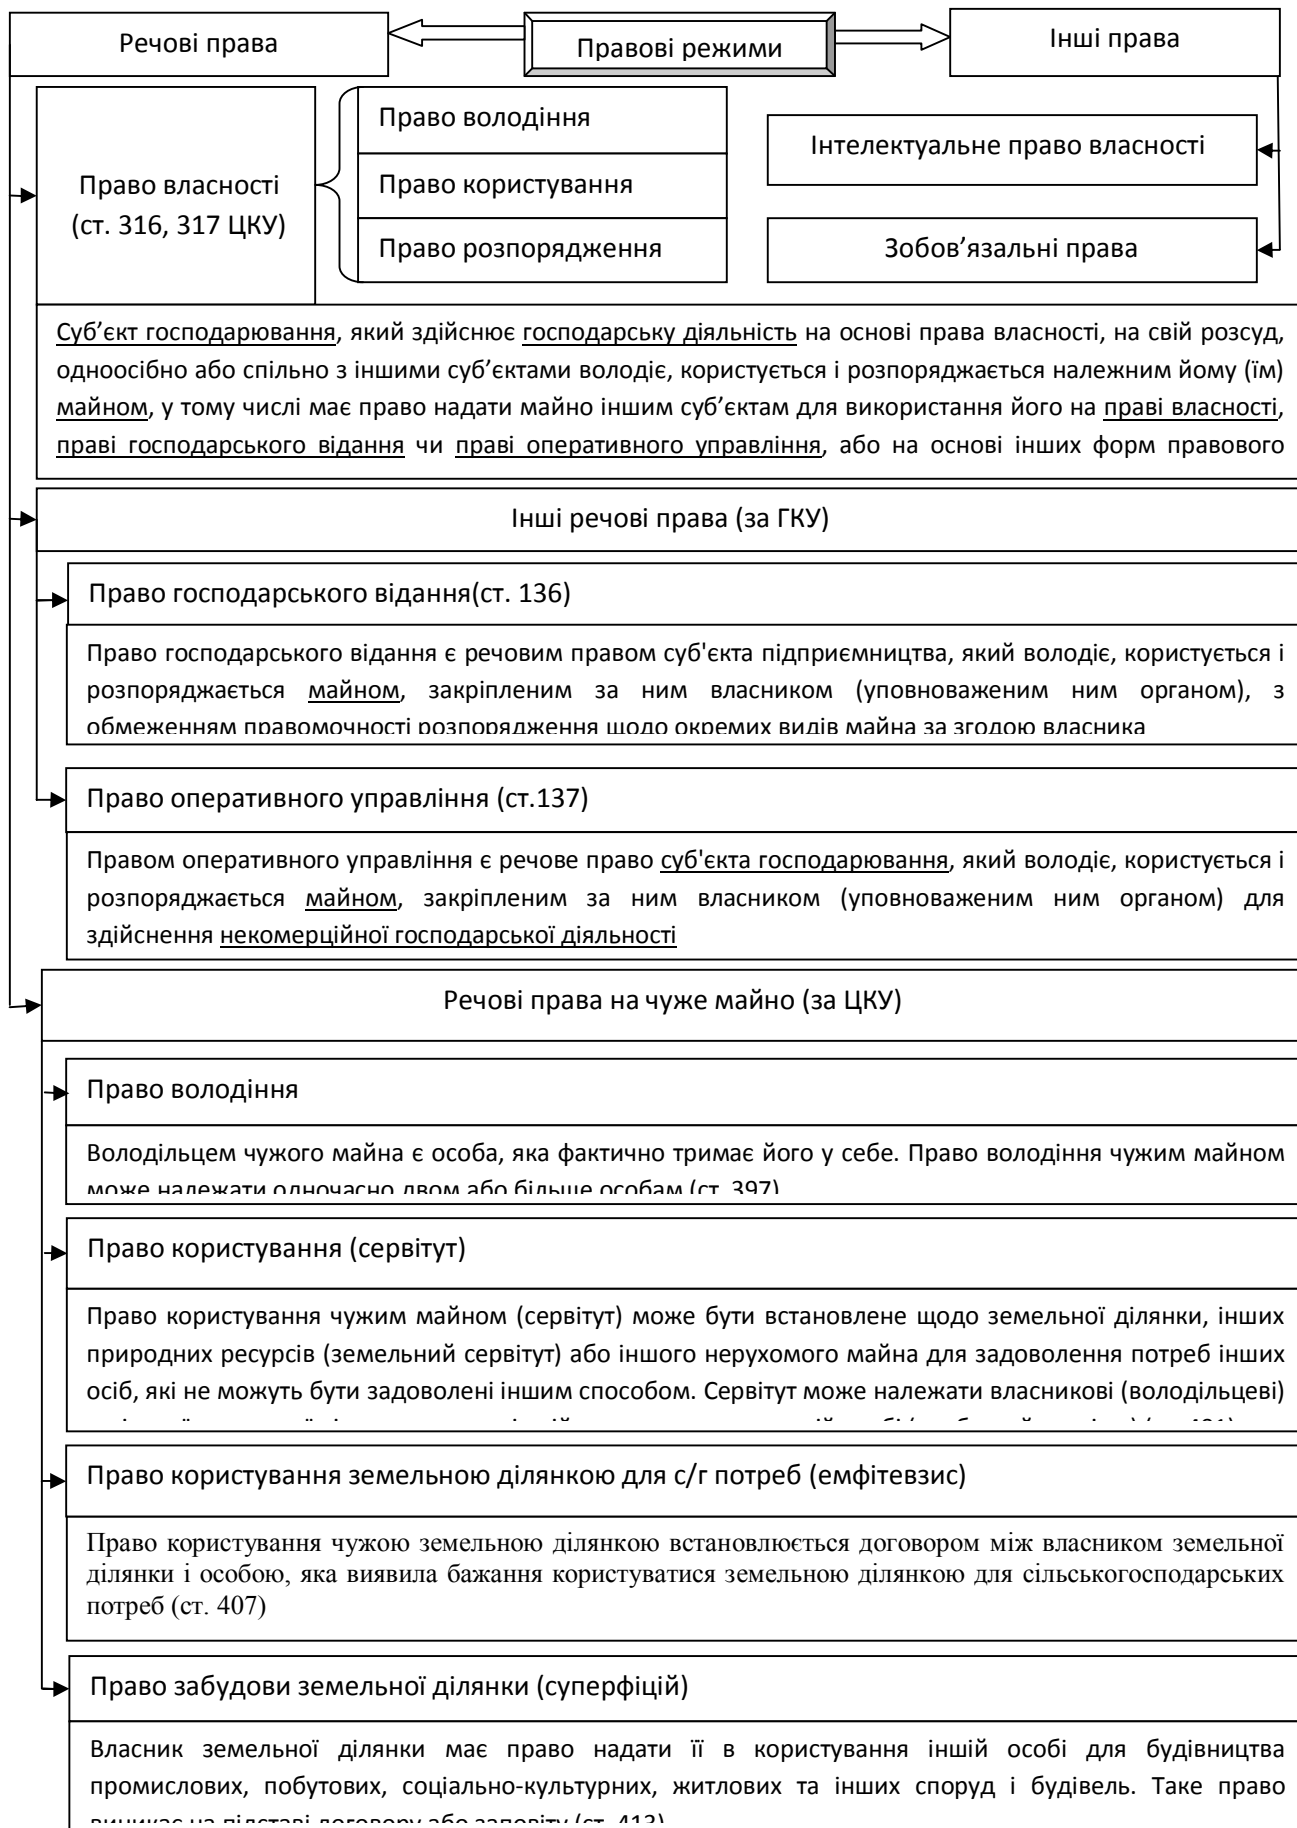 Речові права
Правові режими
Інші права
Право власності
(ст. 316, 317 ЦКУ)
Право володіння
Право користування
Право розпорядження
Інтелектуальне право власності
Зобов’язальні права
Суб’єкт господарювання, який здійснює господарську діяльність на основі права власності, на свій розсуд,
одноосібно або спільно з іншими суб’єктами володіє, користується і розпоряджається належним йому (їм)
майном, у тому числі має право надати майно іншим суб’єктам для використання його на праві власності,
праві господарського відання чи праві оперативного управління, або на основі інших форм правового
Інші речові права (за ГКУ)
Право господарського відання(ст. 136)
Право господарського відання є речовим правом суб'єкта підприємництва, який володіє, користується і
розпоряджається майном, закріпленим за ним власником (уповноваженим ним органом), з
обмеженням правомочності розпорядження щодо окремих видів майна за згодою власника
Право оперативного управління (ст.137)
Правом оперативного управління є речове право суб'єкта господарювання, який володіє, користується і
розпоряджається майном, закріпленим за ним власником (уповноваженим ним органом) для
здійснення некомерційної господарської діяльності
Речові права на чуже майно (за ЦКУ)
Право володіння
Володільцем чужого майна є особа, яка фактично тримає його у себе. Право володіння чужим майном
може належати одночасно двом або більше особам (ст. 397)
Право користування (сервітут)
Право користування чужим майном (сервітут) може бути встановлене щодо земельної ділянки, інших
природних ресурсів (земельний сервітут) або іншого нерухомого майна для задоволення потреб інших
осіб, які не можуть бути задоволені іншим способом. Сервітут може належати власникові (володільцеві)
Право користування земельною ділянкою для с/г потреб (емфітевзис)
Право користування чужою земельною ділянкою встановлюється договором між власником земельної
ділянки і особою, яка виявила бажання користуватися земельною ділянкою для сільськогосподарських
потреб (ст. 407)
Право забудови земельної ділянки (суперфіцій)
Власник земельної ділянки має право надати її в користування іншій особі для будівництва
промислових, побутових, соціально-культурних, житлових та інших споруд і будівель. Таке право
виникає на підставі договору або заповіту (ст. 413)